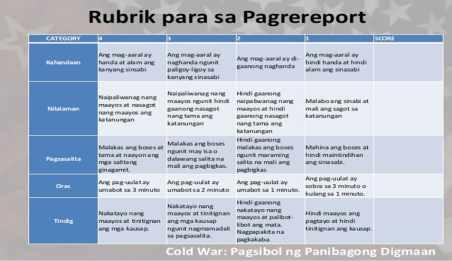 Rubrik para sa Pagrereport
CATEGORY 4 3 2 1 SCORE
Kahandaan
Ang mag-aaral ay
handa at alam ang
kanyang sinsabi
Ang mag-aaral ay
naghanda ngunit
paligoy-ligoy sa
kanyang sinasabi
Ang mag-aaral ay di-
gaanong naghanda
Ang mag-aaral ay
hindi handa at hindi
alam ang sinasabi
Nilalaman
Naipaliwanag nang
maayos at nasagot
nang maayos ang
katanungan
Naipaliwanag nang
maayos ngunit hindi
gaanong nasagot
nang tama ang
katanungan
Hindi gaanong
naipaliwanag nang
maayos at hindi
gaanong nasagot
nang tama ang
katanungan
Malabo ang sinabi at
mali ang sagot sa
katanungan
Pagsasalita
Malakas ang boses at
tama at naayon ang
mga salitang
ginagamit.
Malakas ang boses
ngunit may isa o
dalawang salita na
mali ang pagbigkas.
Hindi gaanong
malakas ang boses
ngunit maraming
salita na mali ang
pagbigkas
Mahina ang boses at
hindi maintindihan
ang sinasabi.
Oras
Ang pag-uulat ay
umabot sa 3 minuto
Ang pag-uulat ay
umabot sa 2 minuto
Ang pag-uulat ay
umabot sa 1 minuto.
Ang pag-uulat ay
sobra sa 3 minuto o
kulang sa 1 minuto.
Tindig
Nakatayo nang
maayos at tinitignan
ang mga kausap.
Nakatayo nang
maayos at tinitignan
ang mga kausap
ngunit nagmamadali
sa pagsasalita.
Hindi gaanong
nakatayo nang
maayos at palibot-
libot ang mata.
Nagpapakita na
pagkakaba.
Hindi maayos ang
pagtayo at hindi
tinitignan ang kausap.
Cold War: Pagsibol ng Panibagong Digmaan